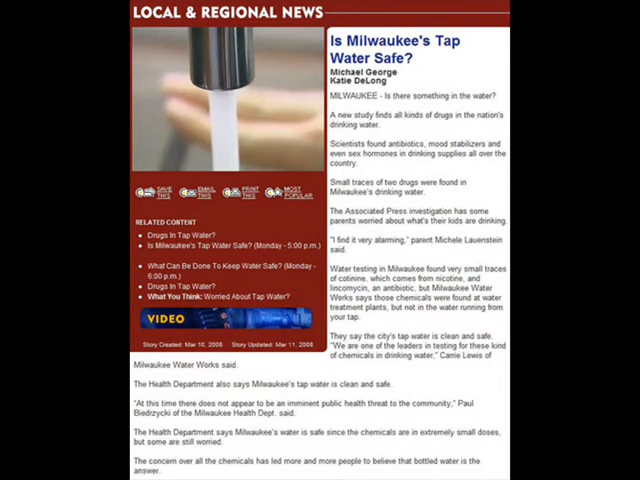 LOCAL & REGIONAL NEWS
Is Milwaukee's Tap
Water Safe?
Michael George
Katie DeLong
MILWAUKEE - Is there something in the water?
A new study finds all kinds of drugs in the nation's
drinking water.
Scientists found antibiotics, mood stabilizers and
even sex hormones in drinking supplies all over the
country.
Small traces of two drugs were found in
Milwaukee's drinking water.
The Associated Press investigation has some
parents worried about what's their kids are drinking.
"I find it very alarming," parent Michele Lauenstein
said.
Water testing in Milwaukee found very small traces
of cotinine, which comes from nicotine, and
lincomycin, an antibiotic, but Milwaukee Water
Works says those chemicals were found at water
treatment plants, but not in the water running from
your tap.
They say the city's tap water is clean and safe.
"We are one of the leaders in testing for these kind
of chemicals in drinking water," Carrie Lewis of
Milwaukee Water Works said.
The Health Department also says Milwaukee's tap water is clean and safe.
"At this time there does not appear to be an imminent public health threat to the community," Paul
Biedrzycki of the Milwaukee Health Dept. said.
The Health Department says Milwaukee's water is safe since the chemicals are in extremely small doses,
but some are still worried.
The concern over all the chemicals has led more and more people to believe that bottled water is the
answer.
SAVE
THIS
EMAIL
THIS
PRINT
THIS
MOST
POPULAR
RELATED CONTENT
Drugs In Tap Water?
Is Milwaukee's Tap Water Safe? (Monday - 5:00 p.m.)
What Can Be Done To Keep Water Safe? (Monday -
6:00 p.m.)
Drugs In Tap Water?
What You Think: Worried About Tap Water?
VIDEO
Story Created: Mar 10, 2008
Story Updated: Mar 11, 2008